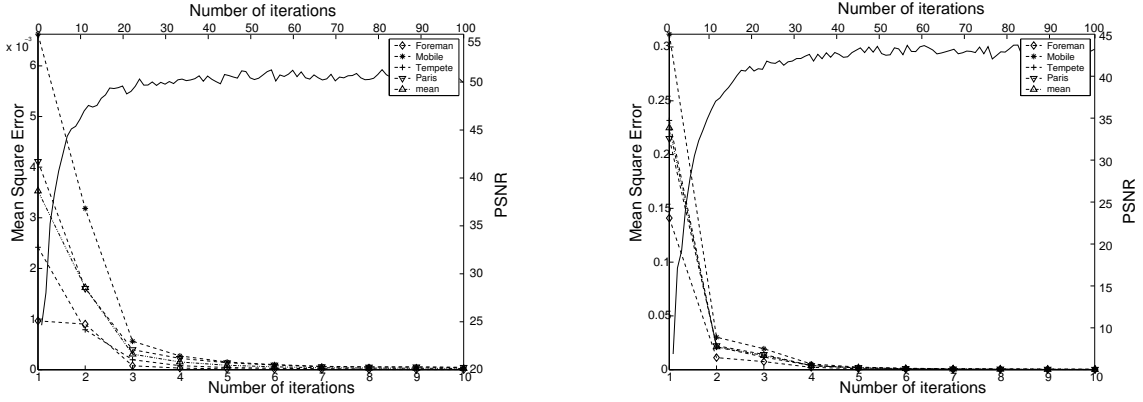 Number of iterations
0 10 20 30 40 50 60 70 80 90 100
x 10⁻³
6
5
4
3
2
1
0
Mean Square Error
55
50
45
40
35
30
25
20
PSNR
Foreman
Mobile
Tempete
Paris
mean
1 2 3 4 5 6 7 8 9 10
Number of iterations
Number of iterations
0 10 20 30 40 50 60 70 80 90 100
0.3
0.25
0.2
0.15
0.1
0.05
0
Mean Square Error
45
40
35
30
25
20
15
10
5
PSNR
Foreman
Mobile
Tempete
Paris
mean
1 2 3 4 5 6 7 8 9 10
Number of iterations